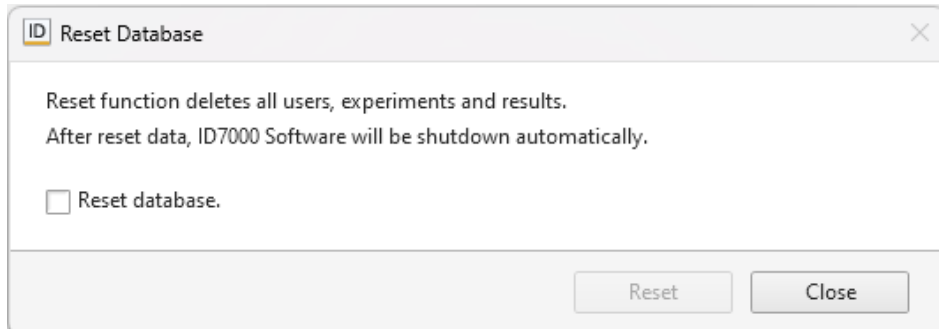 ID Reset Database
Reset function deletes all users, experiments and results.
After reset data, ID7000 Software will be shutdown automatically.
Reset database.
Reset Close